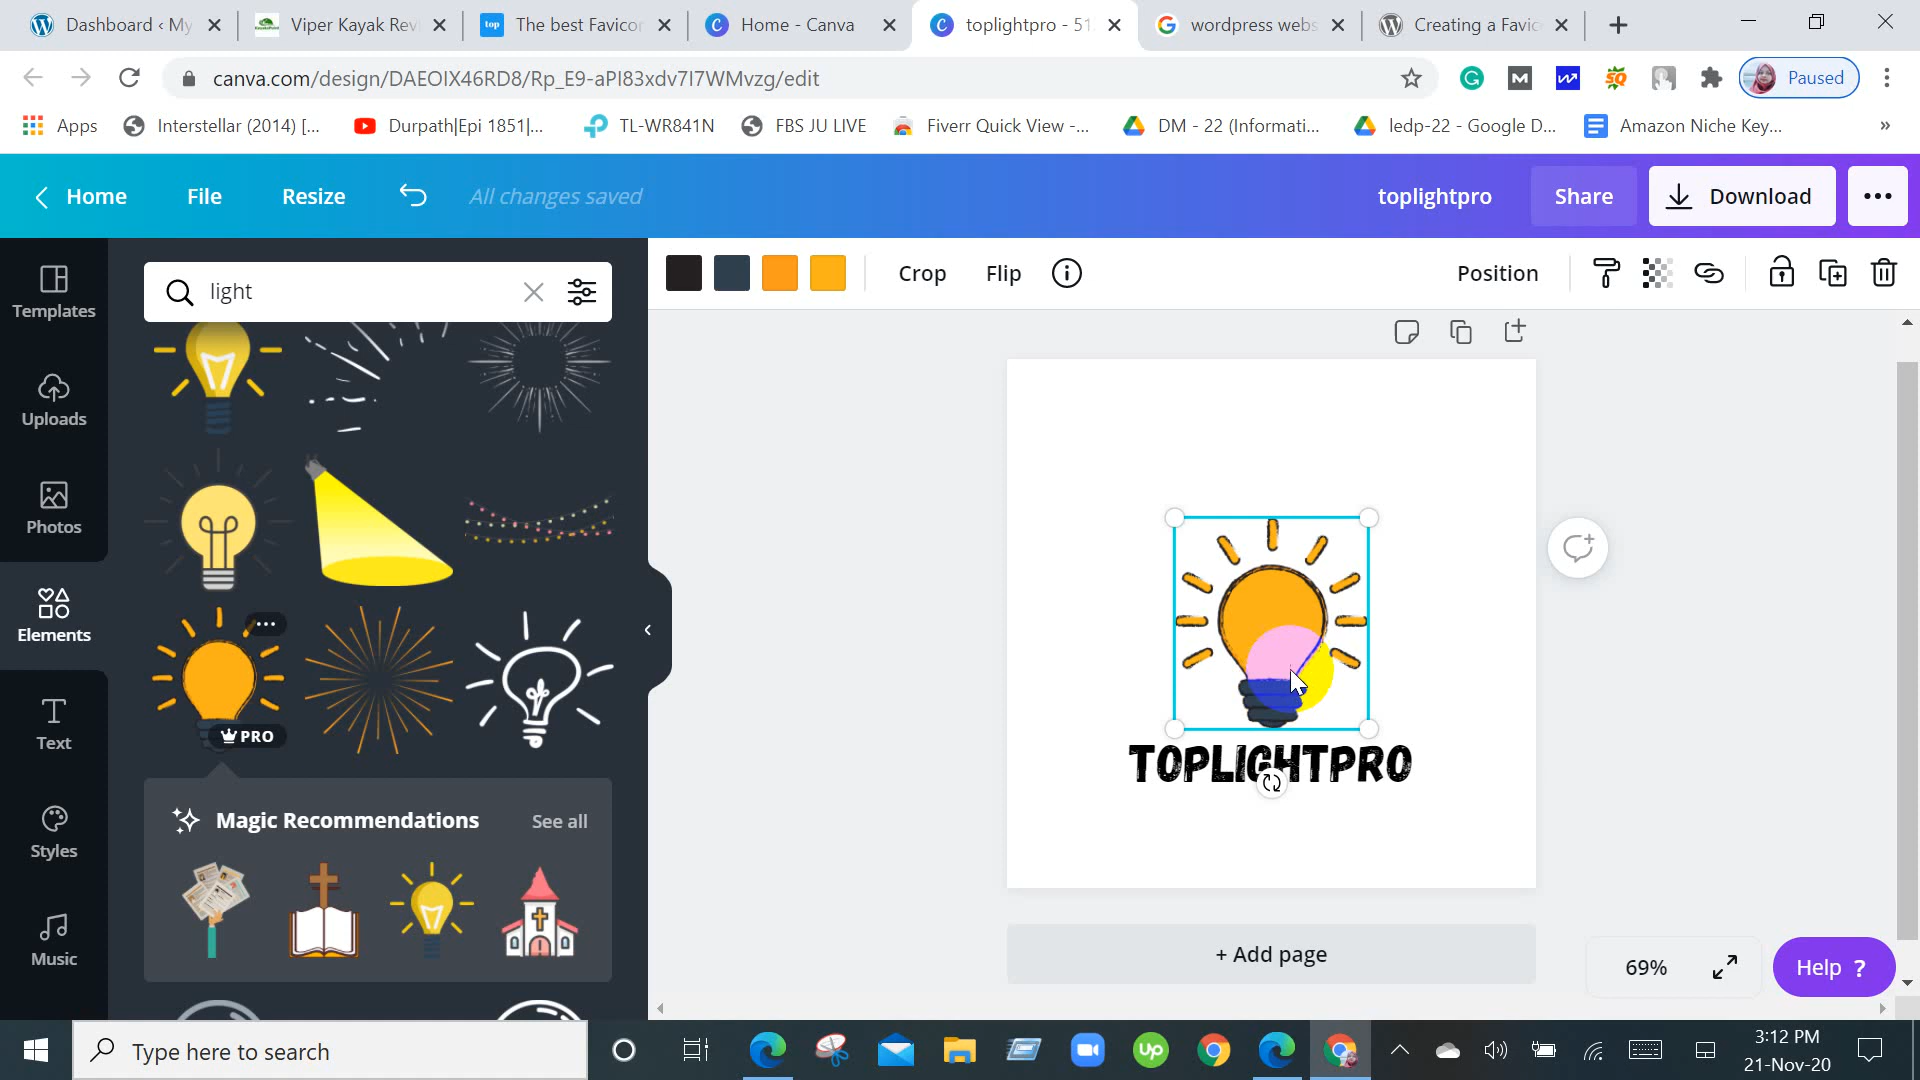 Dashboard ‹ My
Viper Kayak Rev
top
The best Favicon
Home - Canva
toplightpro - 51
wordpress webs
Creating a Favic
canva.com/design/DAEOIX46RD8/Rp_E9-aPI83xdv7I7WMvzg/edit
Paused
Apps
Interstellar (2014) [...
Durpath|Epi 1851|...
TL-WR841N
FBS JU LIVE
Fiverr Quick View -...
DM - 22 (Informati...
ledp-22 - Google D...
Amazon Niche Key...
»
Home
File
Resize
All changes saved
toplightpro
Share
Download
Templates
Uploads
Photos
Elements
Text
Styles
Music
light
PRO
Magic Recommendations
See all
Crop
Flip
Position
TOPLIGHTPRO
+ Add page
69%
Help ?
Type here to search
Up
3:12 PM
21-Nov-20